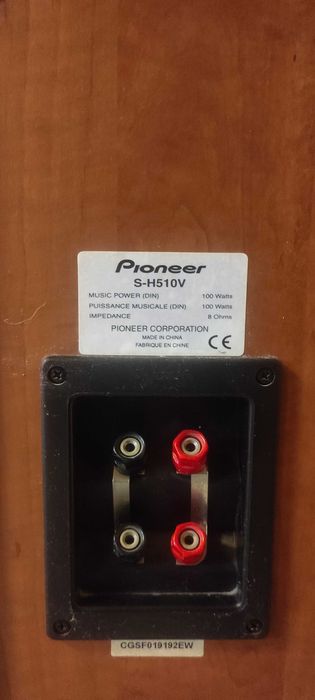 Pioneer
S-H510V
MUSIC POWER (DIN) 100 Watts
PUISSANCE MUSICALE (DIN) 100 Watts
IMPEDANCE 8 Ohms
PIONEER CORPORATION
MADE IN CHINA
FABRIQUE EN CHINE
CE
CGSF019192EW